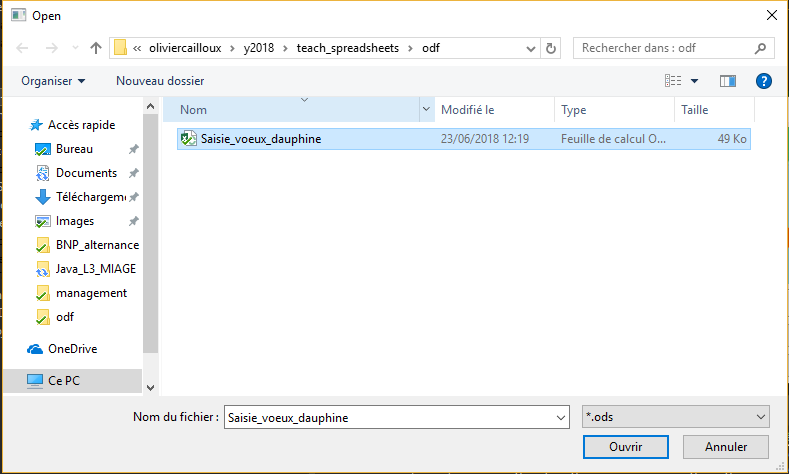 Open
« oliviercailloux > y2018 > teach_spreadsheets > odf
Rechercher dans : odf
Organiser
Nouveau dossier
Nom
Modifié le
Type
Taille
Saisie_voeux_dauphine
23/06/2018 12:19
Feuille de calcul O...
49 Ko
Accès rapide
Bureau
Documents
Téléchargemen
Images
BNP_alternance
Java_L3_MIAGE
management
odf
OneDrive
Ce PC
Nom du fichier :
Saisie_voeux_dauphine
*.ods
Ouvrir
Annuler